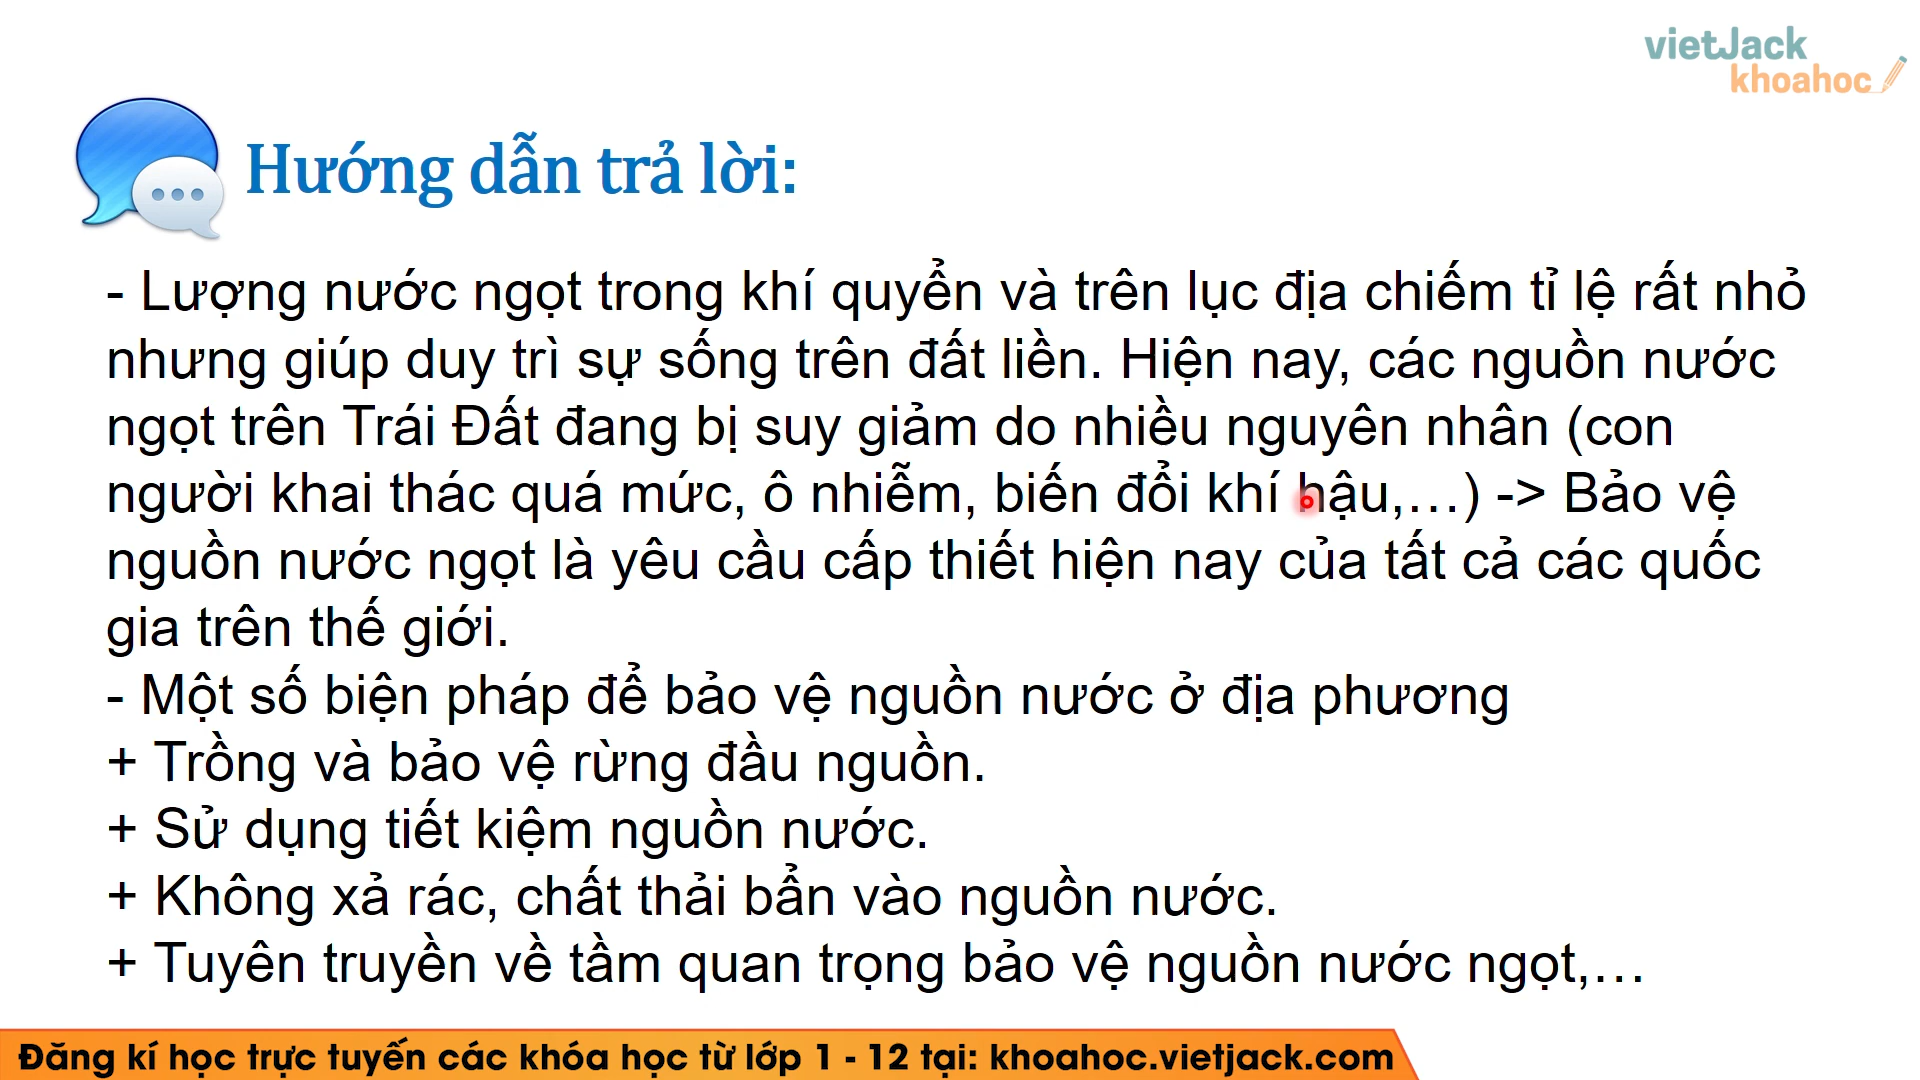 vietJack
khoahoc
Hướng dẫn trả lời:
- Lượng nước ngọt trong khí quyển và trên lục địa chiếm tỉ lệ rất nhỏ
nhưng giúp duy trì sự sống trên đất liền. Hiện nay, các nguồn nước
ngọt trên Trái Đất đang bị suy giảm do nhiều nguyên nhân (con
người khai thác quá mức, ô nhiễm, biến đổi khí hậu,…) -> Bảo vệ
nguồn nước ngọt là yêu cầu cấp thiết hiện nay của tất cả các quốc
gia trên thế giới.
- Một số biện pháp để bảo vệ nguồn nước ở địa phương
+ Trồng và bảo vệ rừng đầu nguồn.
+ Sử dụng tiết kiệm nguồn nước.
+ Không xả rác, chất thải bẩn vào nguồn nước.
+ Tuyên truyền về tầm quan trọng bảo vệ nguồn nước ngọt,…
Đăng kí học trực tuyến các khóa học từ lớp 1 - 12 tại: khoahoc.vietjack.com